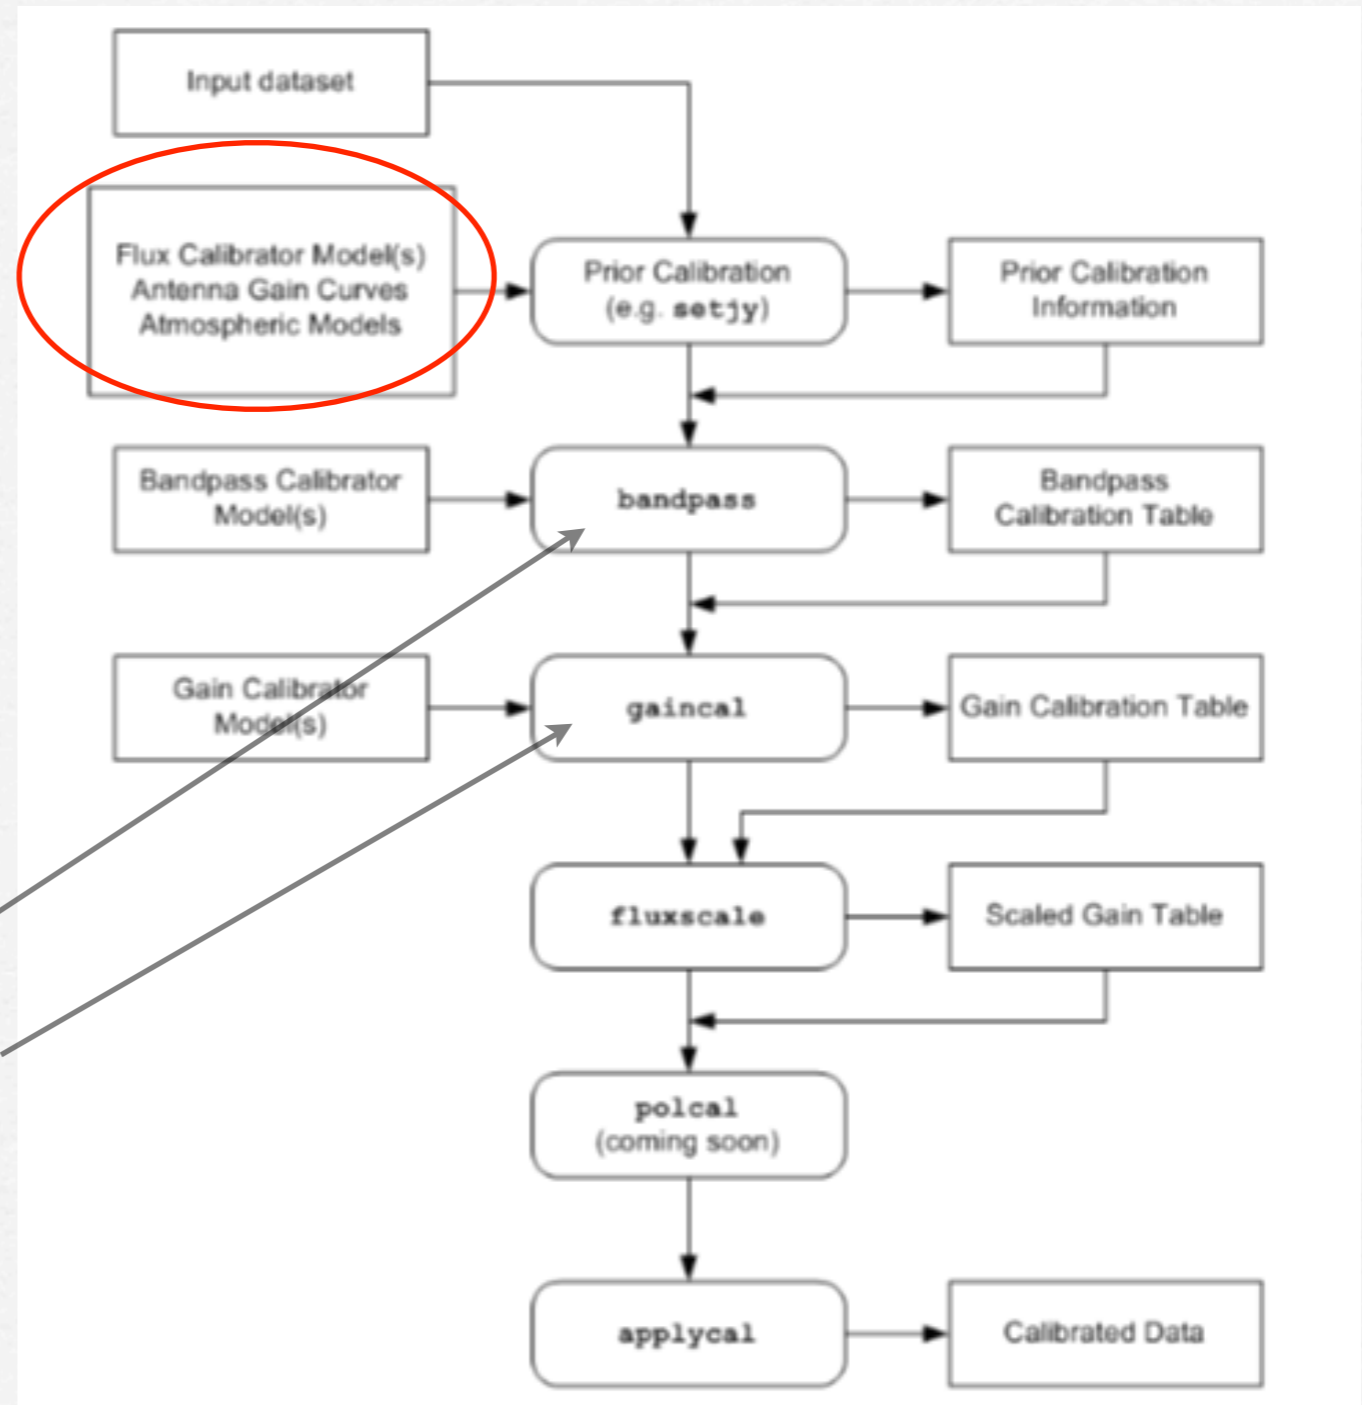 Input dataset
Flux Calibrator Model(s)
Antenna Gain Curves
Atmospheric Models
Prior Calibration
(e.g. setjy)
Prior Calibration
Information
Bandpass Calibrator
Model(s)
bandpass
Bandpass
Calibration Table
Gain Calibrator
Model(s)
gaincal
Gain Calibration Table
fluxscale
Scaled Gain Table
polcal
(coming soon)
applycal
Calibrated Data